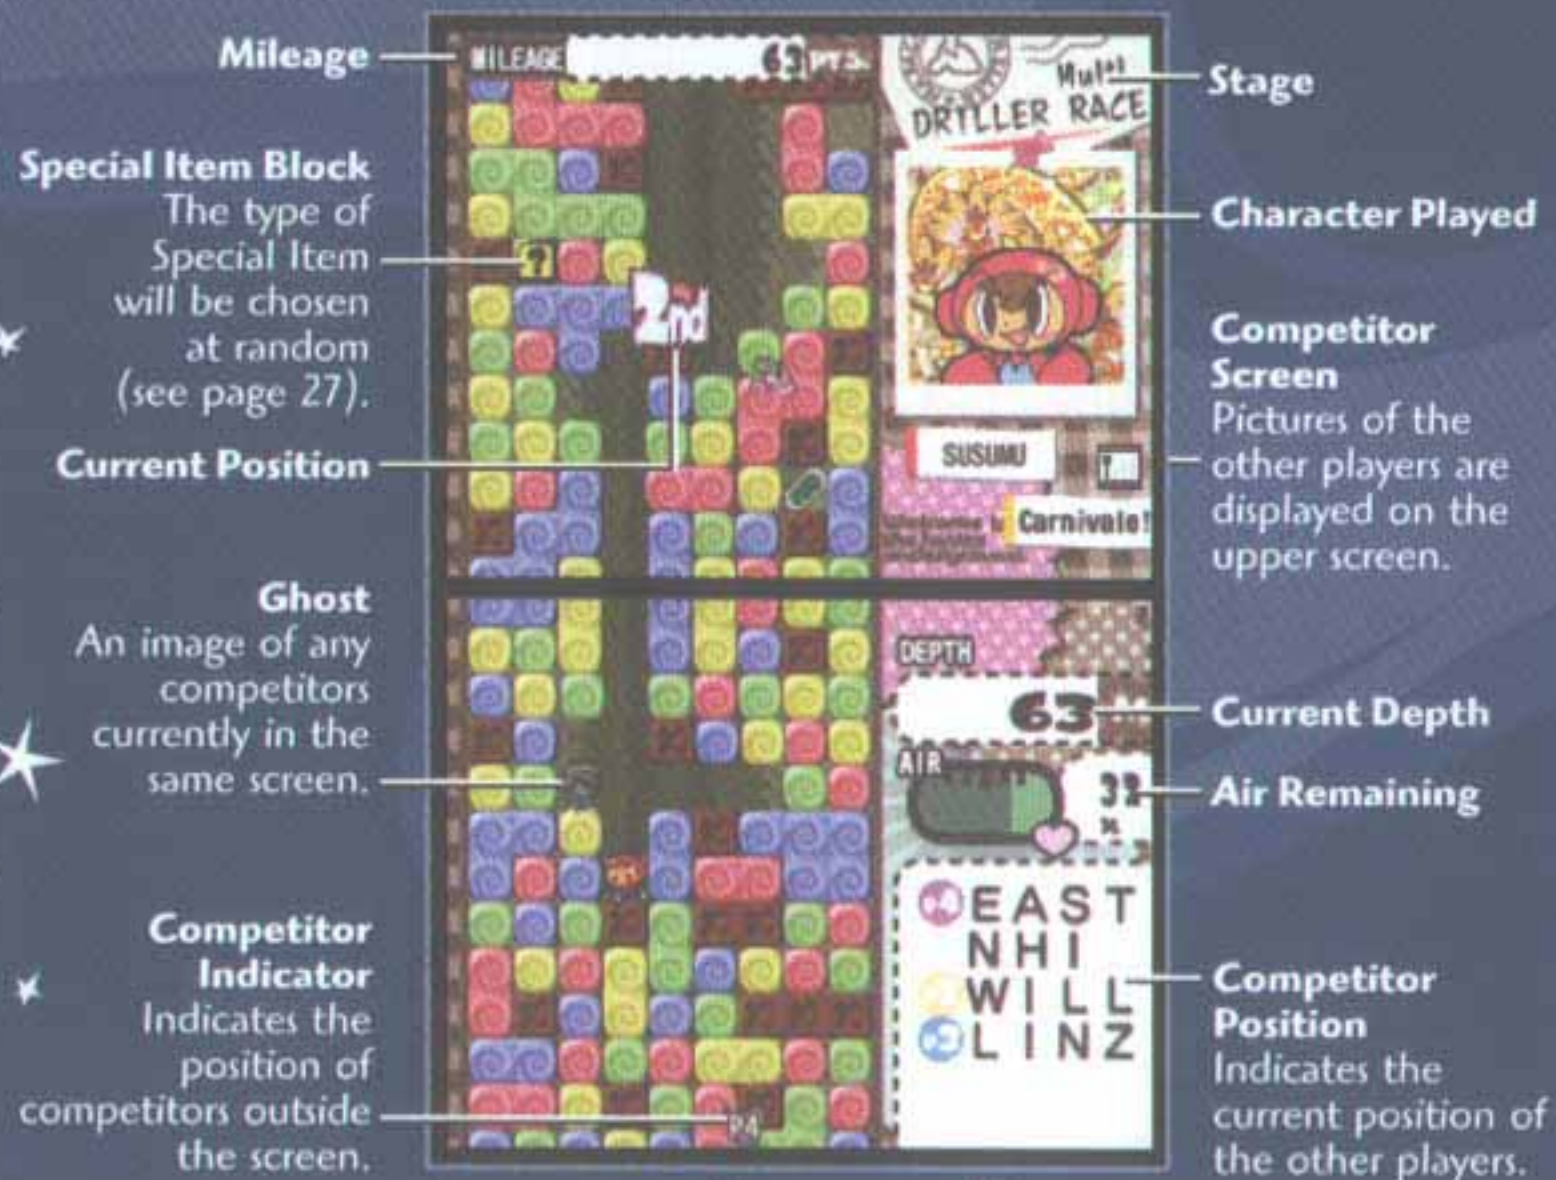 Mileage
Special Item Block
The type of
Special Item
will be chosen
at random
(see page 27).
Current Position
Ghost
An image of any
competitors
currently in the
same screen.
Competitor
Indicator
Indicates the
position of
competitors outside
the screen.
MILEAGE 63 PTS.
2nd
P4
DRILLER RACE
SUSUMU
Carnivale!
DEPTH
63
AIR
32
%
EAST
NHI
WILL
LINZ
Stage
Character Played
Competitor
Screen
Pictures of the
other players are
displayed on the
upper screen.
Current Depth
Air Remaining
Competitor
Position
Indicates the
current position of
the other players.